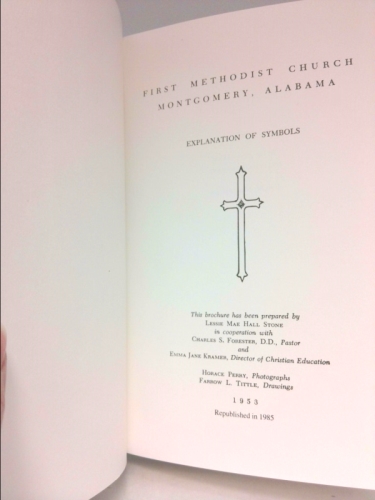 FIRST METHODIST CHURCH
MONTGOMERY, ALABAMA
EXPLANATION OF SYMBOLS
This brochure has been prepared by
LESSIE MAE HALL STONE
in cooperation with
CHARLES S. FORESTER, D.D., Pastor
and
EMMA JANE KRAMER, Director of Christian Education
HORACE PERRY, Photographs
FARROW L. TITTLE, Drawings
1953
Republished in 1985